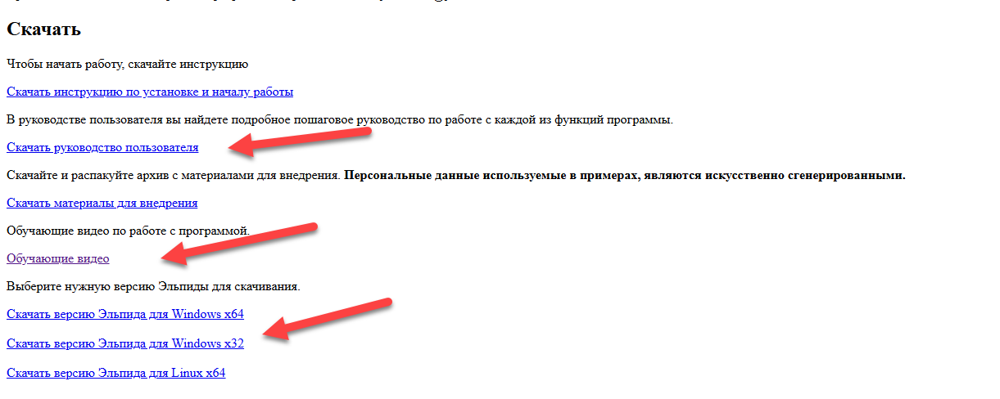 Скачать
Чтобы начать работу, скачайте инструкцию
Скачать инструкцию по установке и началу работы
В руководстве пользователя вы найдете подробное пошаговое руководство по работе с каждой из функций программы.
Скачать руководство пользователя
Скачайте и распакуйте архив с материалами для внедрения. Персональные данные используемые в примерах, являются искусственно сгенерированными.
Скачать материалы для внедрения
Обучающие видео по работе с программой.
Обучающие видео
Выберите нужную версию Эльпиды для скачивания.
Скачать версию Эльпида для Windows x64
Скачать версию Эльпида для Windows x32
Скачать версию Эльпида для Linux x64